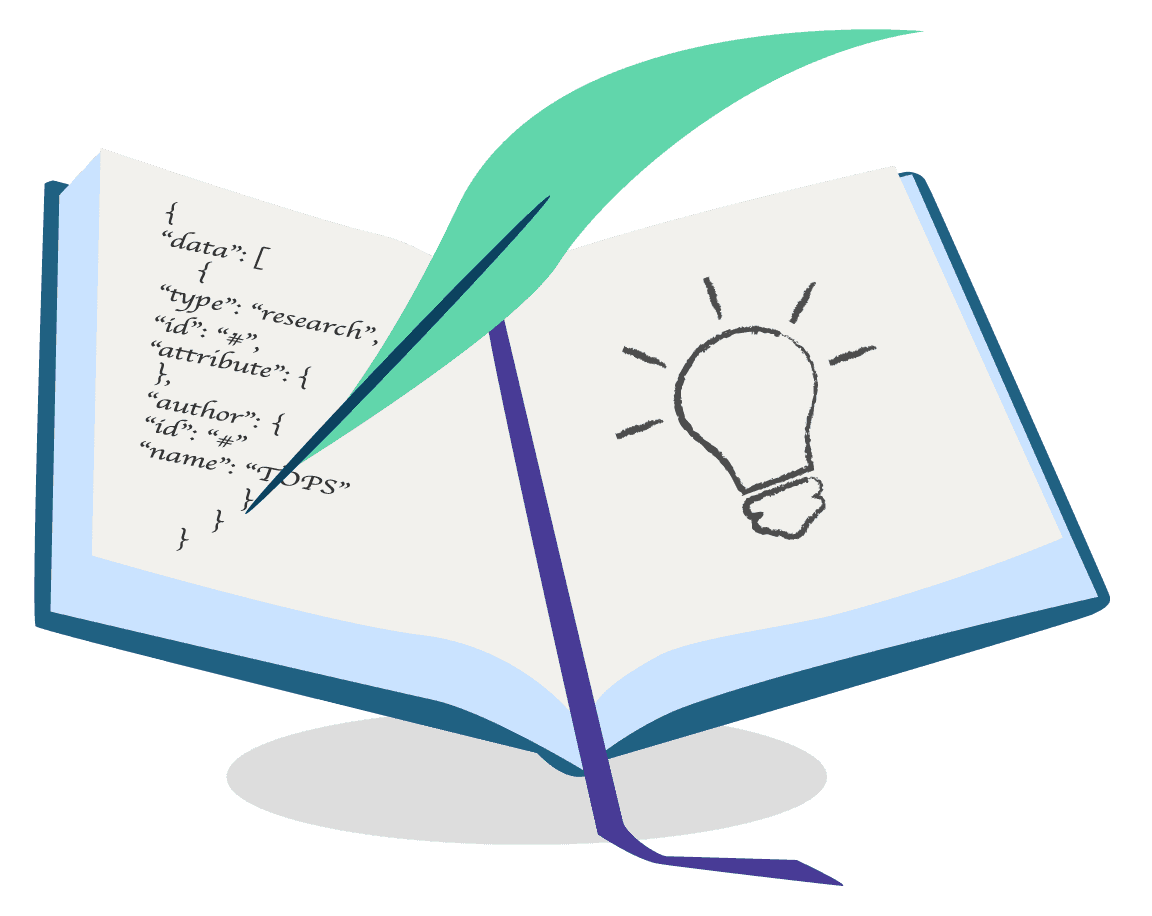 {
“data”: [
{
“type”: “research”,
“id”: “#”,
“attribute”: {
},
“author”: {
“id”: “#”
“name”: “TOPS”
}
}
}